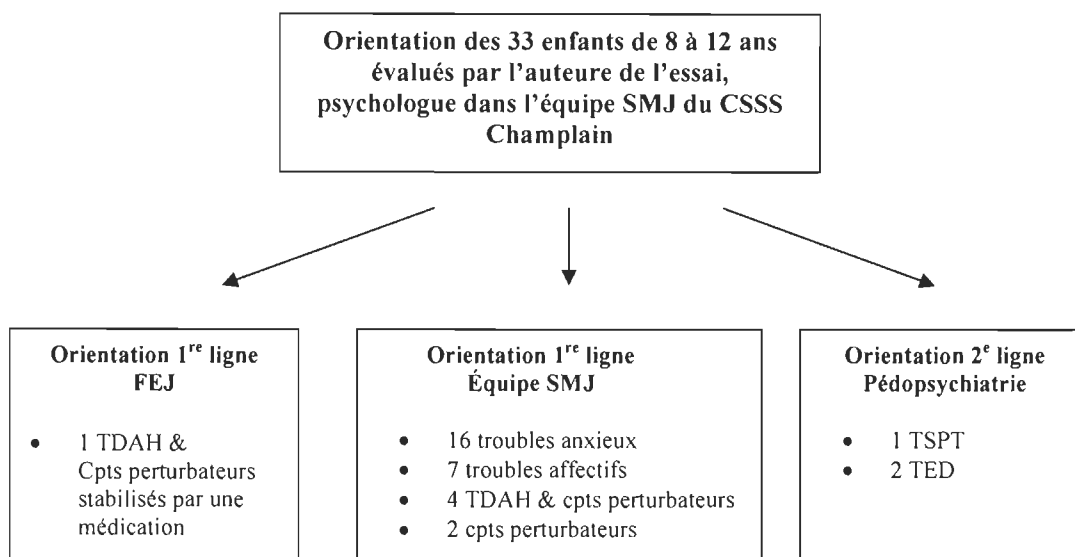 Orientation des 33 enfants de 8 à 12 ans
évalués par l'auteure de l'essai,
psychologue dans l'équipe SMJ du CSSS
Champlain
Orientation 1re ligne
FEJ
• 1 TDAH &
Cpts perturbateurs
stabilisés par une
médication
Orientation 1re ligne
Équipe SMJ
• 16 troubles anxieux
• 7 troubles affectifs
• 4 TDAH & cpts perturbateurs
• 2 cpts perturbateurs
Orientation 2e ligne
Pédopsychiatrie
• 1 TSPT
• 2 TED